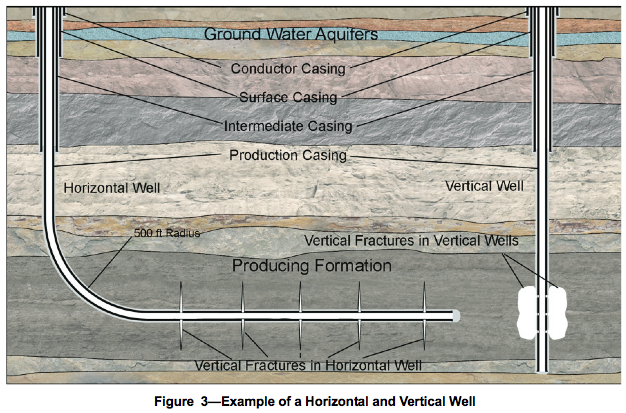 Ground Water Aquifers
Conductor Casing
Surface Casing
Intermediate Casing
Production Casing
Horizontal Well
Vertical Well
500 ft Radius
Vertical Fractures in Vertical Wells
Producing Formation
Vertical Fractures in Horizontal Well
Figure 3—Example of a Horizontal and Vertical Well